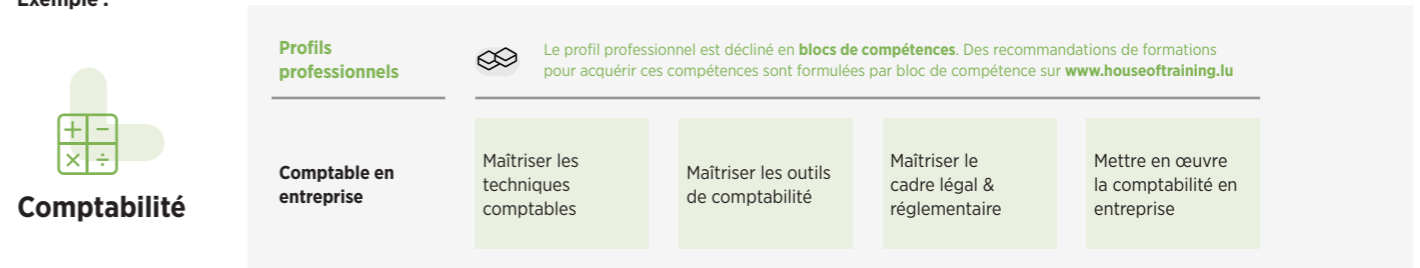 Exemple :
Profils
professionnels
Le profil professionnel est décliné en blocs de compétences. Des recommandations de formations
pour acquérir ces compétences sont formulées par bloc de compétence sur www.houseoftraining.lu
Comptabilité
Comptable en
entreprise
Maîtriser les
techniques
comptables
Maîtriser les outils
de comptabilité
Maîtriser le
cadre légal &
réglementaire
Mettre en œuvre
la comptabilité en
entreprise